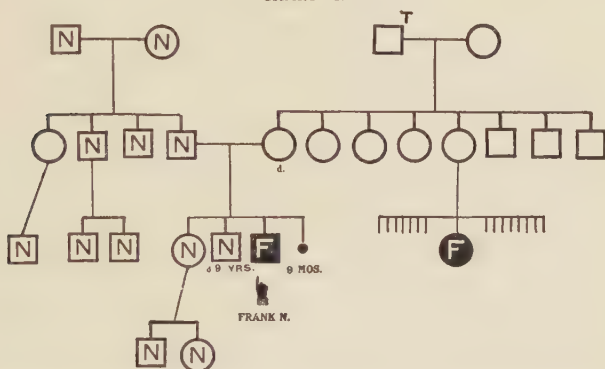 T
N N
N N N
d.
N N N
N N F F
d 9 YRS. 9 MOS.
FRANK N.
N N